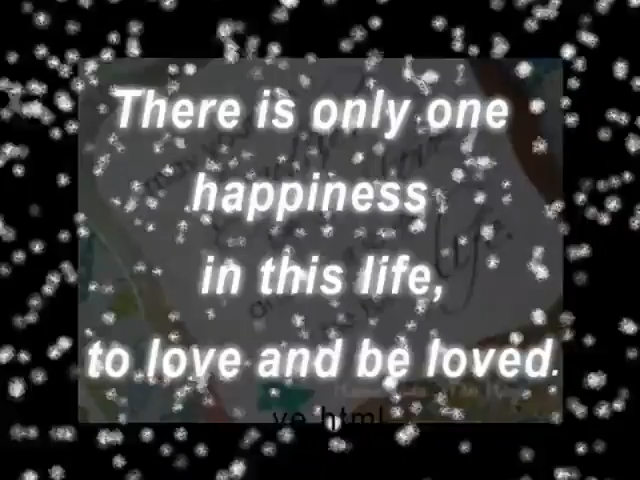 There is only one
happiness
in this life,
to love and be loved.
ve html